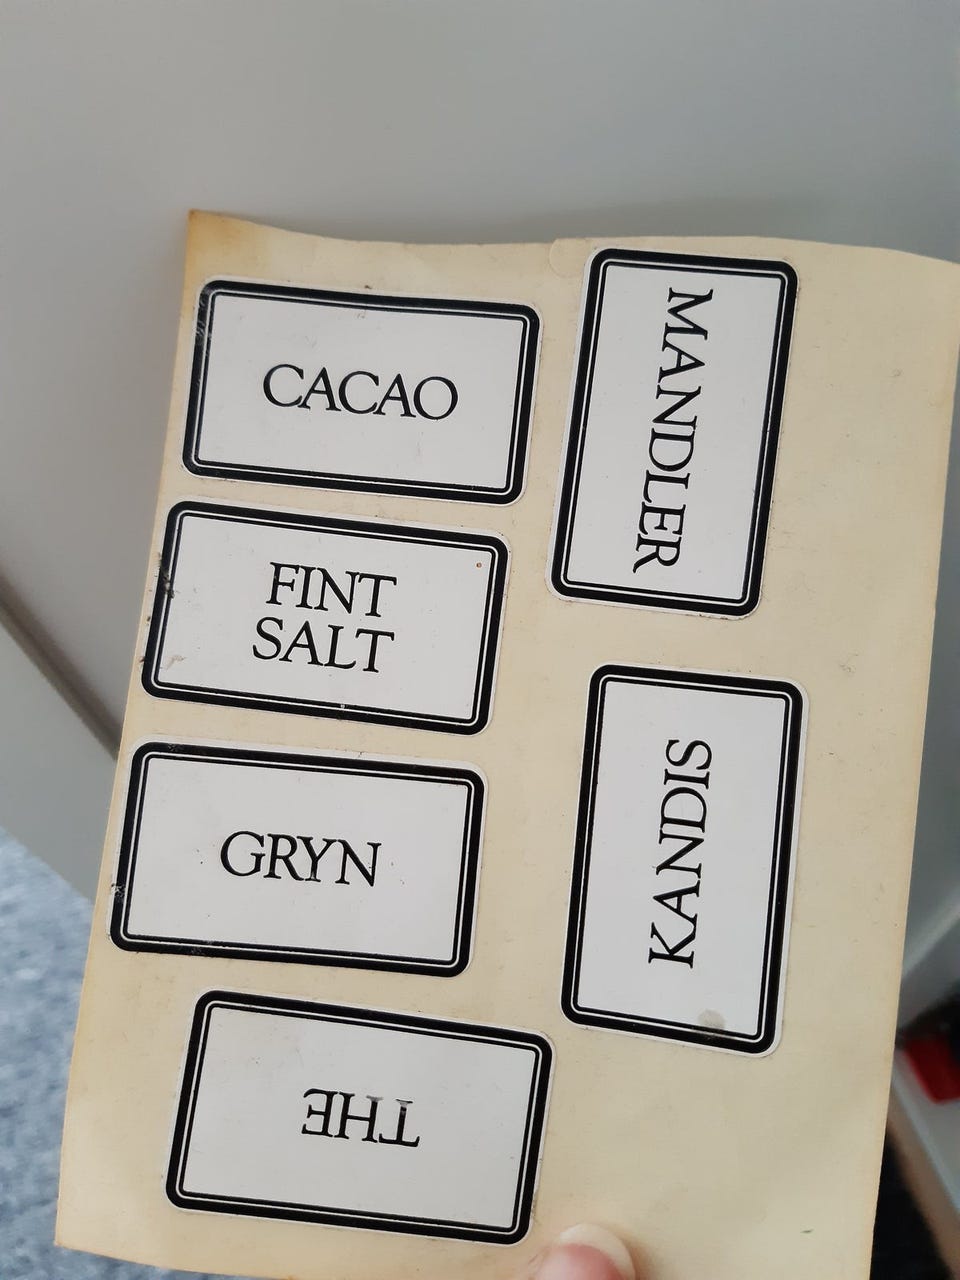 CACAO
FINT
SALT
GRYN
THE
MANDLER
KANDIS